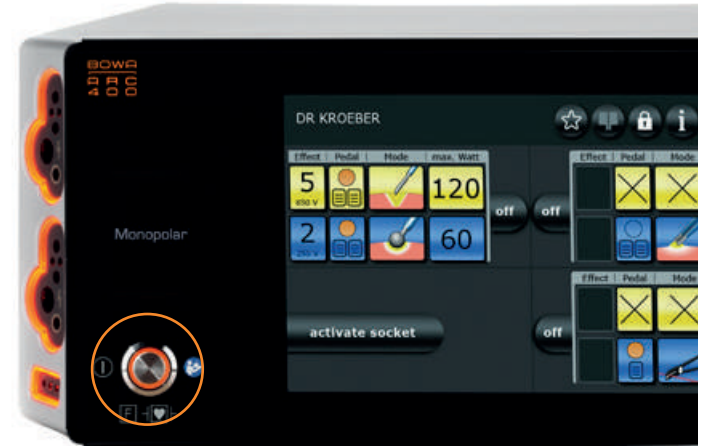 BOWA
ARC
400
DR KROEBER
i
Effect Pedal Mode max. Watt
5
650 V
120
off
2
60
Monopolar
off
Effect Pedal Mode
Effect Pedal Mode
activate socket
off
I
F